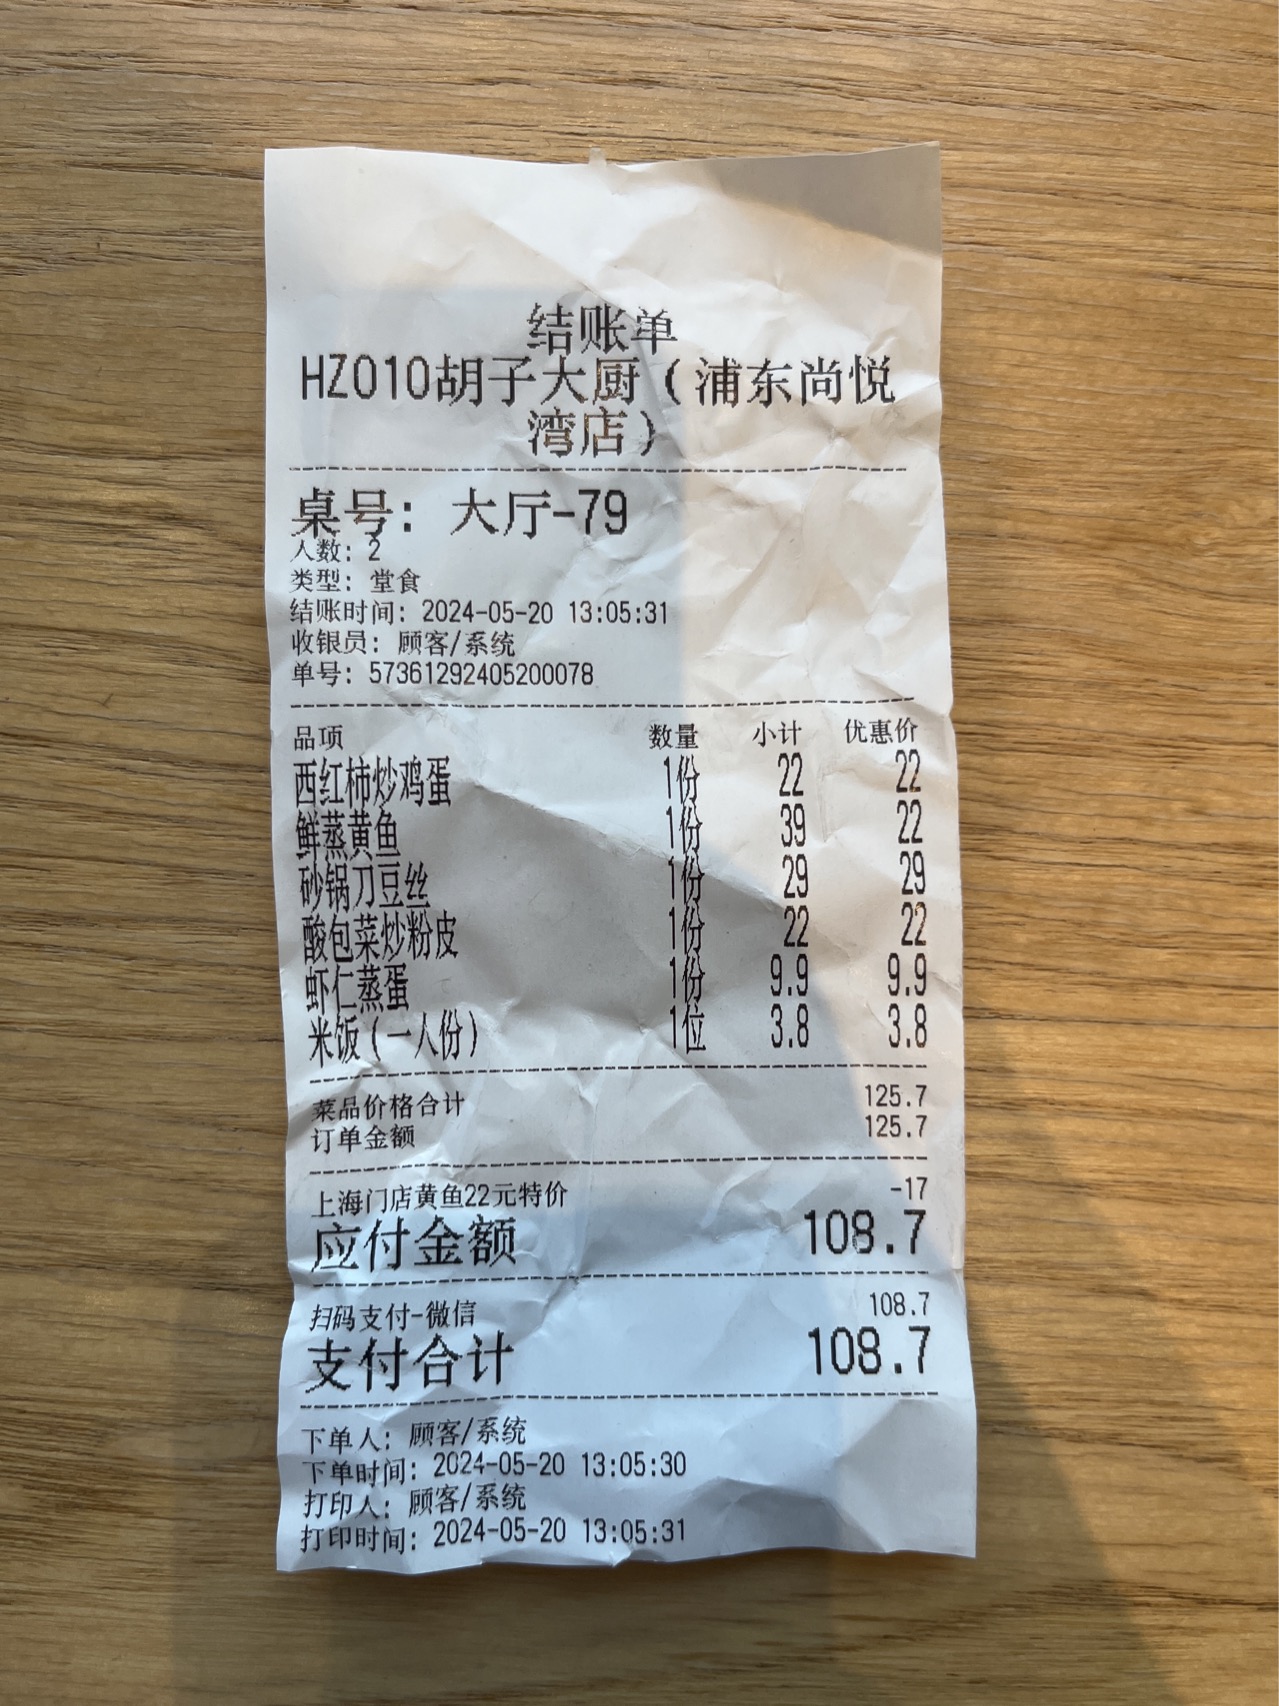 结账单
HZ010胡子大厨（浦东尚悦
湾店）
桌号：大厅-79
人数：2
类型：堂食
结账时间：2024-05-20 13:05:31
收银员：顾客/系统
单号：573612922405200078
品项 数量 小计 优惠价
西红柿炒鸡蛋 1份 22 22
鲜蒸黄鱼 1份 39 22
砂锅刀豆丝 1份 29 29
酸包菜炒粉皮 1份 22 22
虾仁蒸蛋 1份 9.9 9.9
米饭（一人份） 1位 3.8 3.8
菜品价格合计 125.7
订单金额 125.7
上海门店黄鱼22元特价 -17
应付金额 108.7
扫码支付-微信 108.7
支付合计 108.7
下单人：顾客/系统
下单时间：2024-05-20 13:05:30
打印人：顾客/系统
打印时间：2024-05-20 13:05:31